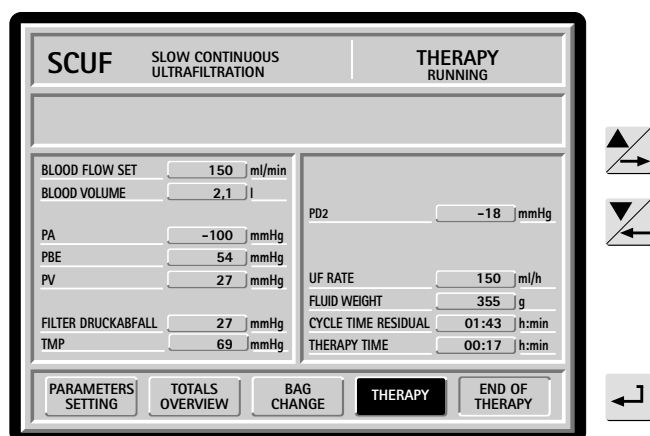 SCUF
SLOW CONTINUOUS
ULTRAFILTRATION
THERAPY
RUNNING
BLOOD FLOW SET 150 ml/min
BLOOD VOLUME 2,1 l
PA -100 mmHg
PBE 54 mmHg
PV 27 mmHg
FILTER DRUCKABFALL 27 mmHg
TMP 69 mmHg
PD2 -18 mmHg
UF RATE 150 ml/h
FLUID WEIGHT 355 g
CYCLE TIME RESIDUAL 01:43 h:min
THERAPY TIME 00:17 h:min
PARAMETERS
SETTING
TOTALS
OVERVIEW
BAG
CHANGE
THERAPY
END OF
THERAPY